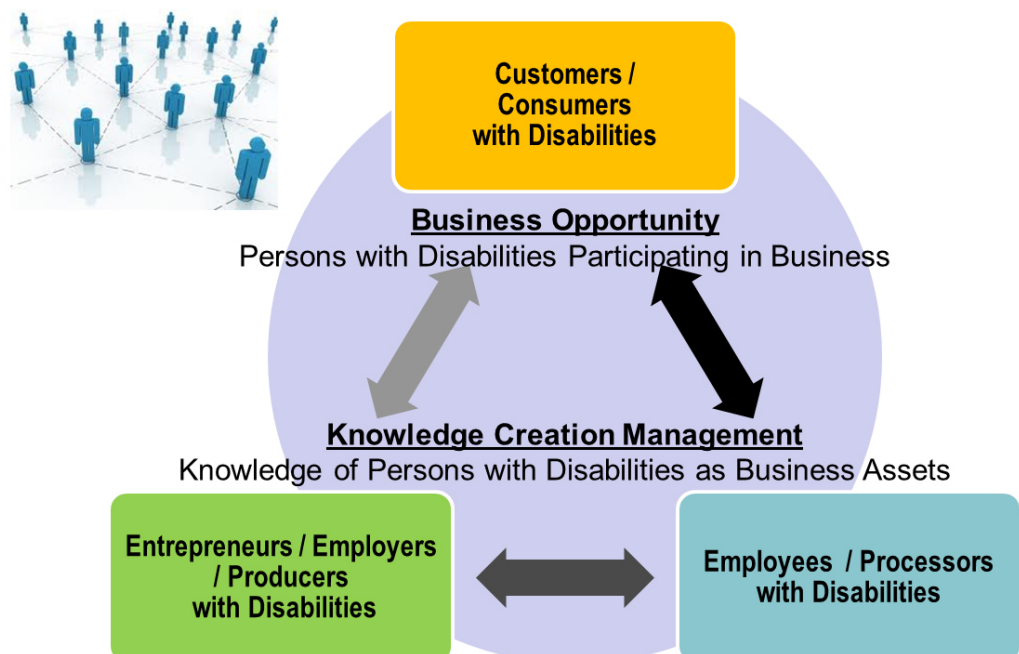 Customers /
Consumers
with Disabilities
Business Opportunity
Persons with Disabilities Participating in Business
Knowledge Creation Management
Knowledge of Persons with Disabilities as Business Assets
Entrepreneurs / Employers
/ Producers
with Disabilities
Employees / Processors
with Disabilities